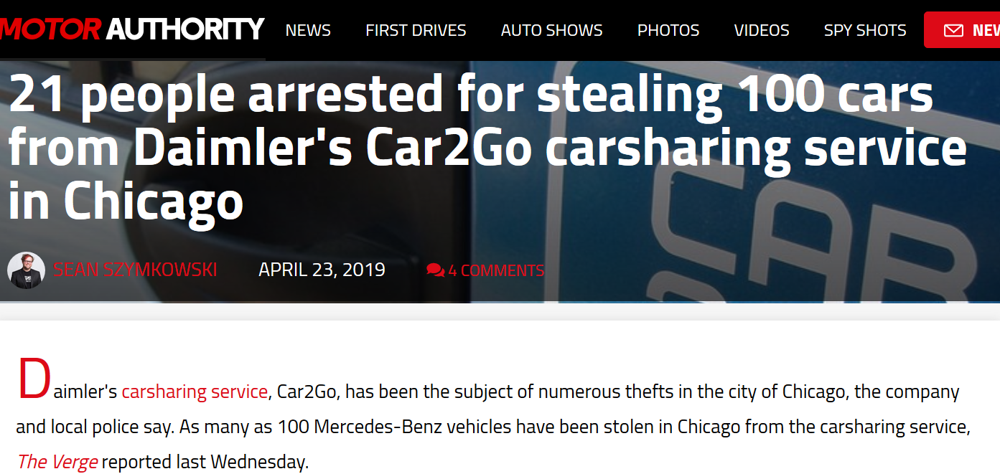 MOTOR AUTHORITY NEWS FIRST DRIVES AUTO SHOWS PHOTOS VIDEOS SPY SHOTS
21 people arrested for stealing 100 cars
from Daimler's Car2Go carsharing service
in Chicago
CAR
SEAN SZYMKOWSKI APRIL 23, 2019 4 COMMENTS
Daimler's carsharing service, Car2Go, has been the subject of numerous thefts in the city of Chicago, the company
and local police say. As many as 100 Mercedes-Benz vehicles have been stolen in Chicago from the carsharing service,
The Verge reported last Wednesday.